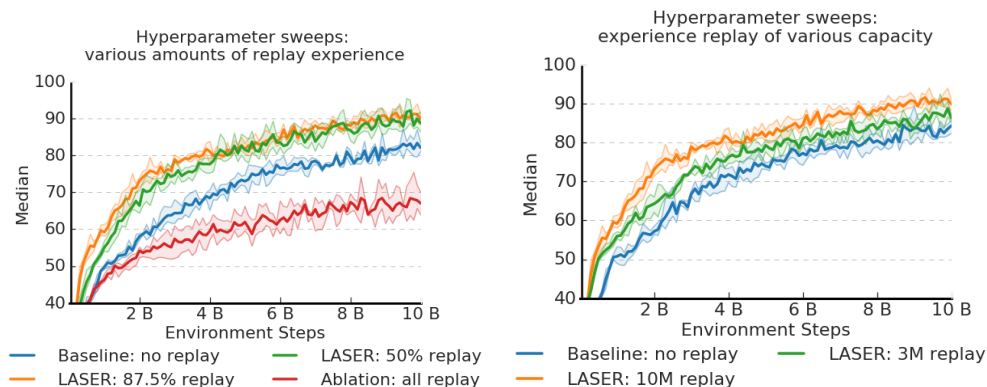 Hyperparameter sweeps:
various amounts of replay experience
100
90
80
70
60
50
40
Median
2 B
4 B
6 B
8 B
10 B
Environment Steps
Baseline: no replay
LASER: 50% replay
LASER: 87.5% replay
Ablation: all replay
Hyperparameter sweeps:
experience replay of various capacity
100
90
80
70
60
50
40
Median
2 B
4 B
6 B
8 B
10 B
Environment Steps
Baseline: no replay
LASER: 3M replay
LASER: 10M replay